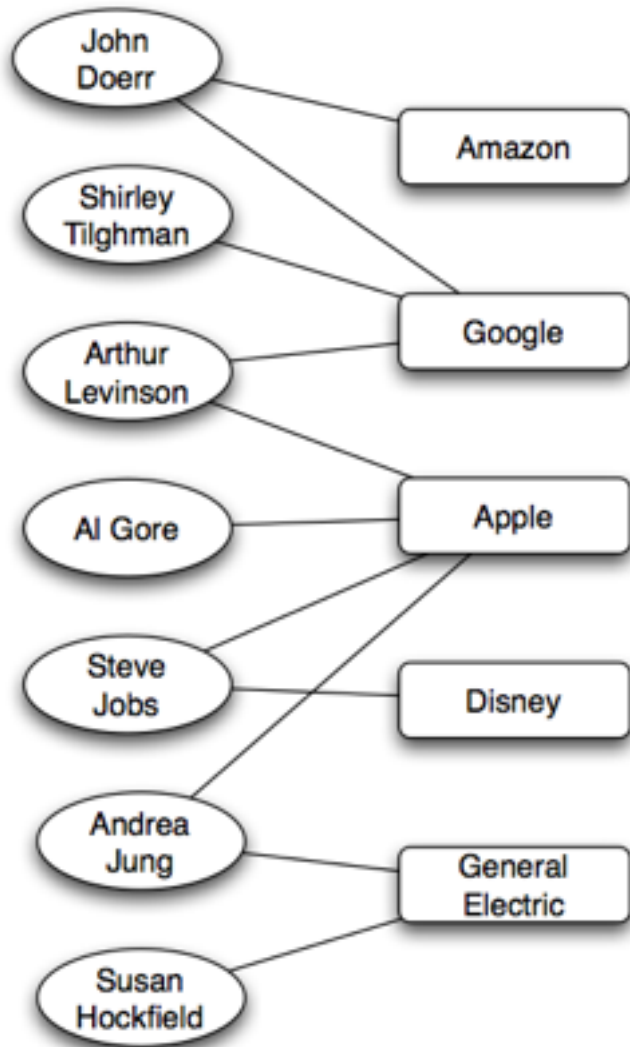 John
Doerr
Amazon
Shirley
Tilghman
Google
Arthur
Levinson
Apple
Al Gore
Steve
Jobs
Disney
Andrea
Jung
General
Electric
Susan
Hockfield